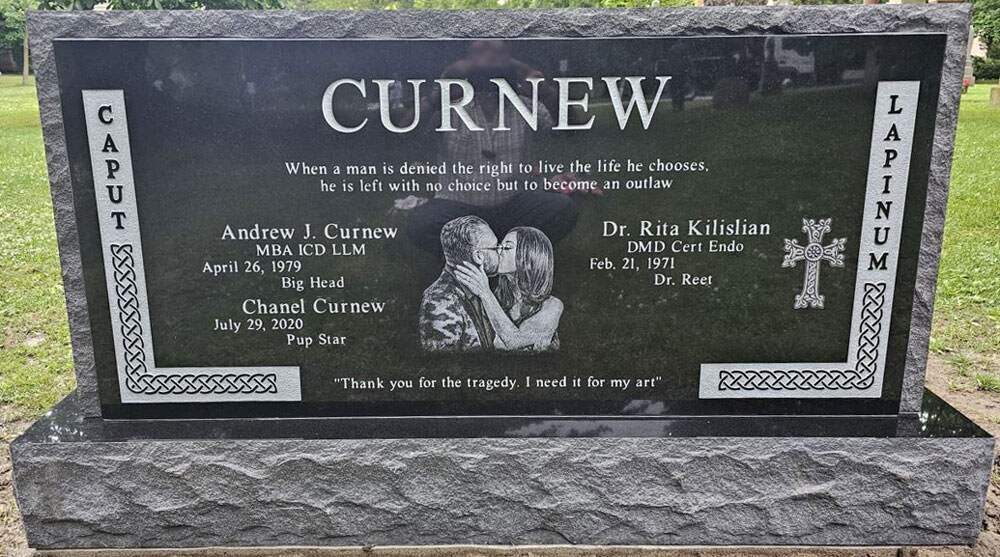 CURNEW
CAPUT
LAPINUM
When a man is denied the right to live the life he chooses,
he is left with no choice but to become an outlaw
Andrew J. Curnew
MBA ICD LLM
April 26, 1979
Big Head
Chanel Curnew
July 29, 2020
Pup Star
Dr. Rita Kilislian
DMD Cert Endo
Feb. 21, 1971
Dr. Reet
"Thank you for the tragedy. I need it for my art"